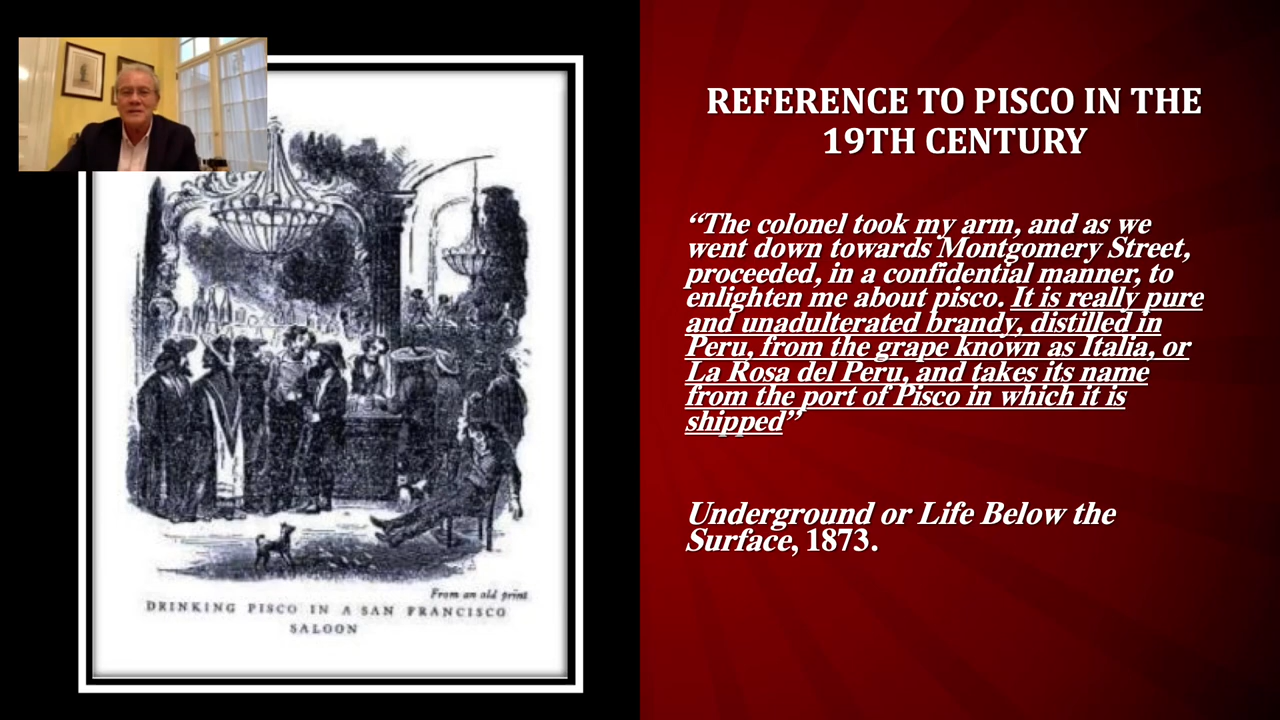 REFERENCE TO PISCO IN THE
19TH CENTURY
“The colonel took my arm, and as we
went down towards Montgomery Street,
proceeded, in a confidential manner, to
enlighten me about pisco. It is really pure
and unadulterated brandy, distilled in
Peru, from the grape known as Italia, or
La Rosa del Peru, and takes its name
from the port of Pisco in which it is
shipped”
Underground or Life Below the
Surface, 1873.
From an old print
DRINKING PISCO IN A SAN FRANCISCO
SALOON